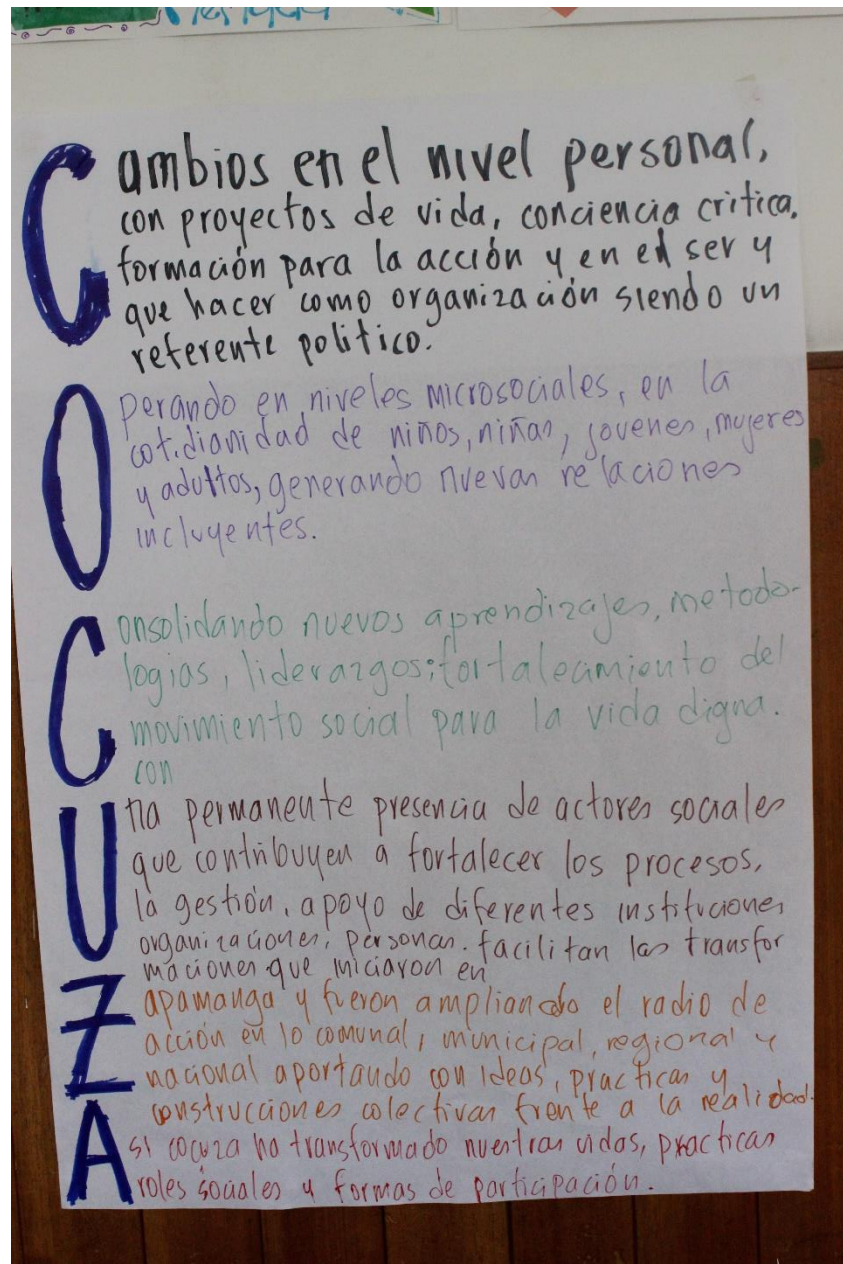 Cambios en el nivel personal,
con proyectos de vida, conciencia critica,
formación para la acción y en el ser y
que hacer como organización siendo un
referente politico.
Operando en niveles microsociales, en la
cotidianidad de niños, niñas, jovenes, mujeres
y adultos, generando nuevas relaciones
incluyentes.
Consolidando nuevos aprendizajes, metodo-
logias, liderazgos; fortalecimiento del
movimiento social para la vida digna.
con
Una permanente presencia de actores sociales
que contribuyen a fortalecer los procesos,
la gestión, apoyo de diferentes instituciones
organizaciones, personas. facilitan las transfor
maciones que iniciaron en
Zapamanga y fueron ampliando el radio de
acción en lo comunal, municipal, regional y
nacional aportando con ideas, practicas y
construcciones colectivas frente a la realidad.
Asi cocuza ha transformado nuestras vidas, practicas
roles sociales y formas de participación.